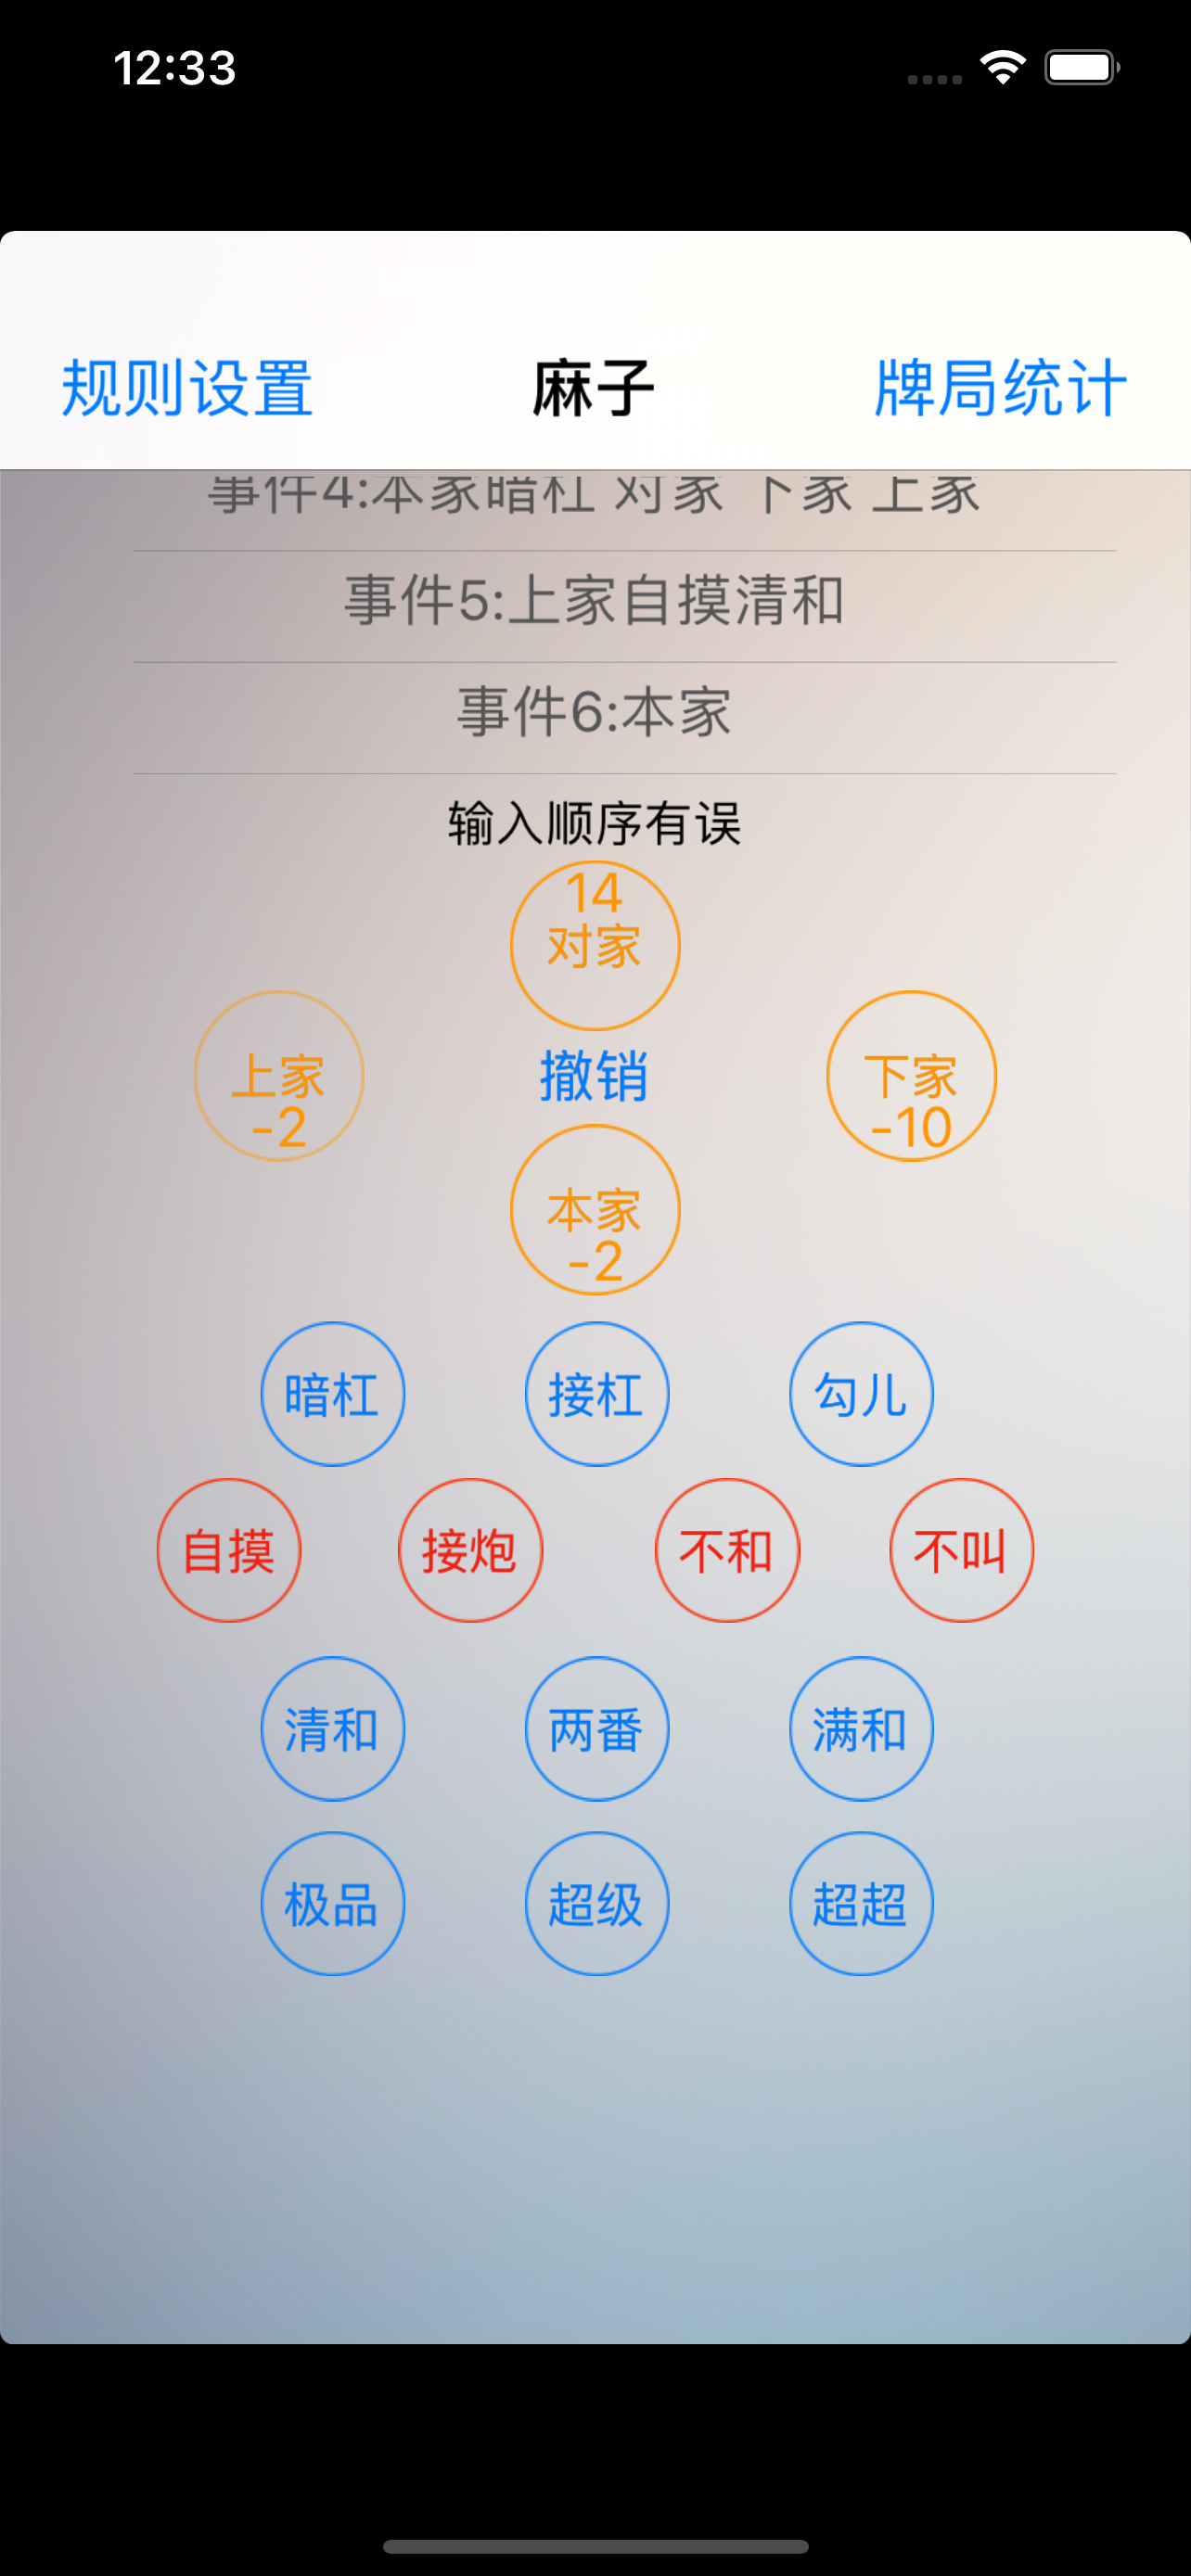 12:33
规则设置 麻子 牌局统计
事件4:本家暗杠 对家 下家 上家
事件5:上家自摸清和
事件6:本家
输入顺序有误
14
对家
上家
-2
撤销
下家
-10
本家
-2
暗杠 接杠 勾儿
自摸 接炮 不和 不叫
清和 两番 满和
极品 超级 超超